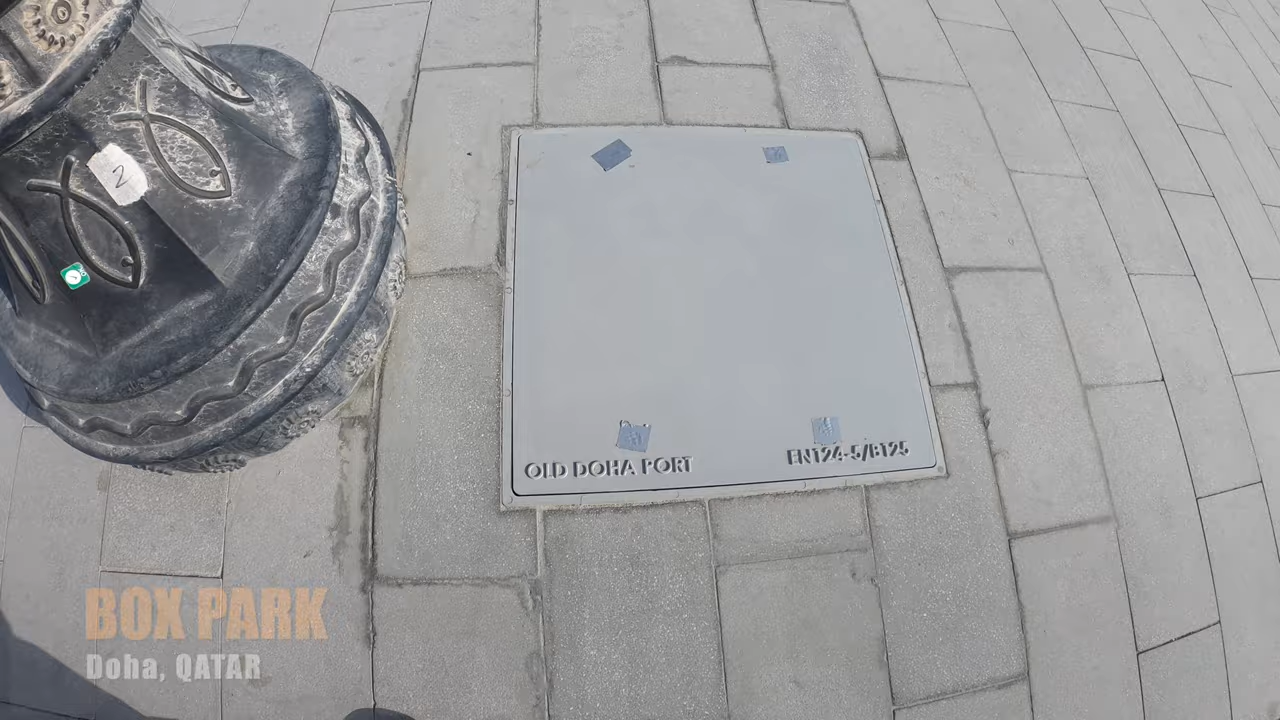 2
OLD DOHA PORT
EN124-5/B125
BOX PARK
Doha, QATAR